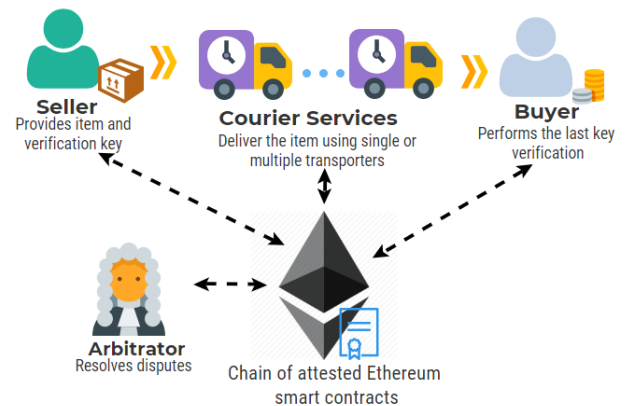 Seller
Provides item and
verification key
Courier Services
Deliver the item using single or
multiple transporters
Buyer
Performs the last key
verification
Arbitrator
Resolves disputes
Chain of attested Ethereum
smart contracts